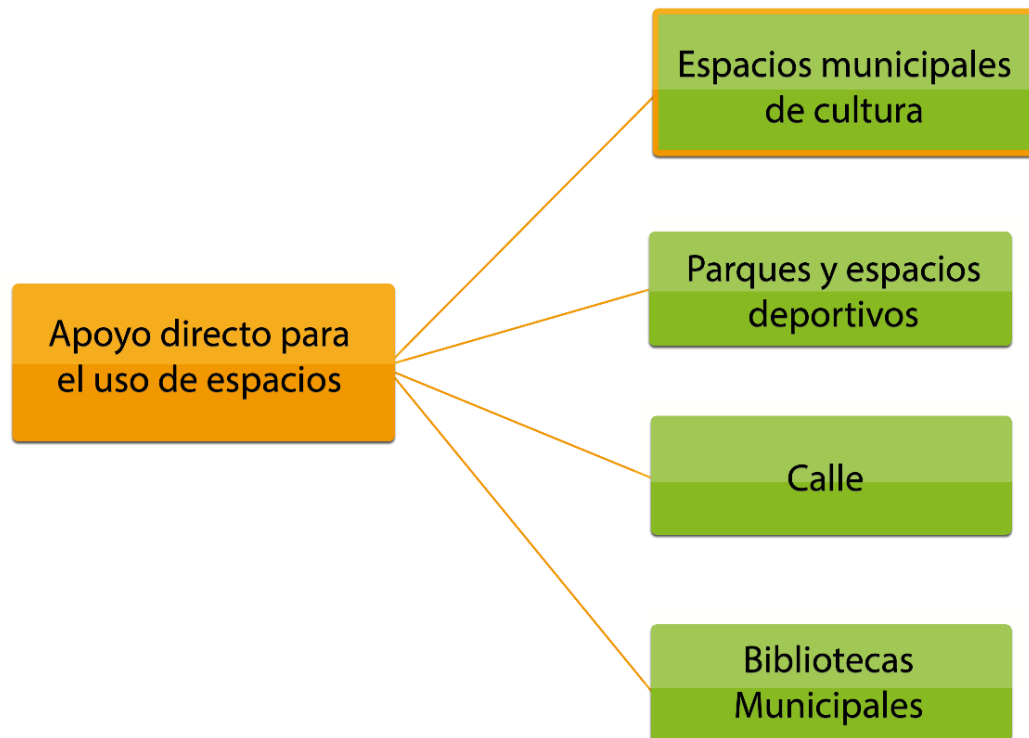 Espacios municipales
de cultura
Parques y espacios
deportivos
Apoyo directo para
el uso de espacios
Calle
Bibliotecas
Municipales